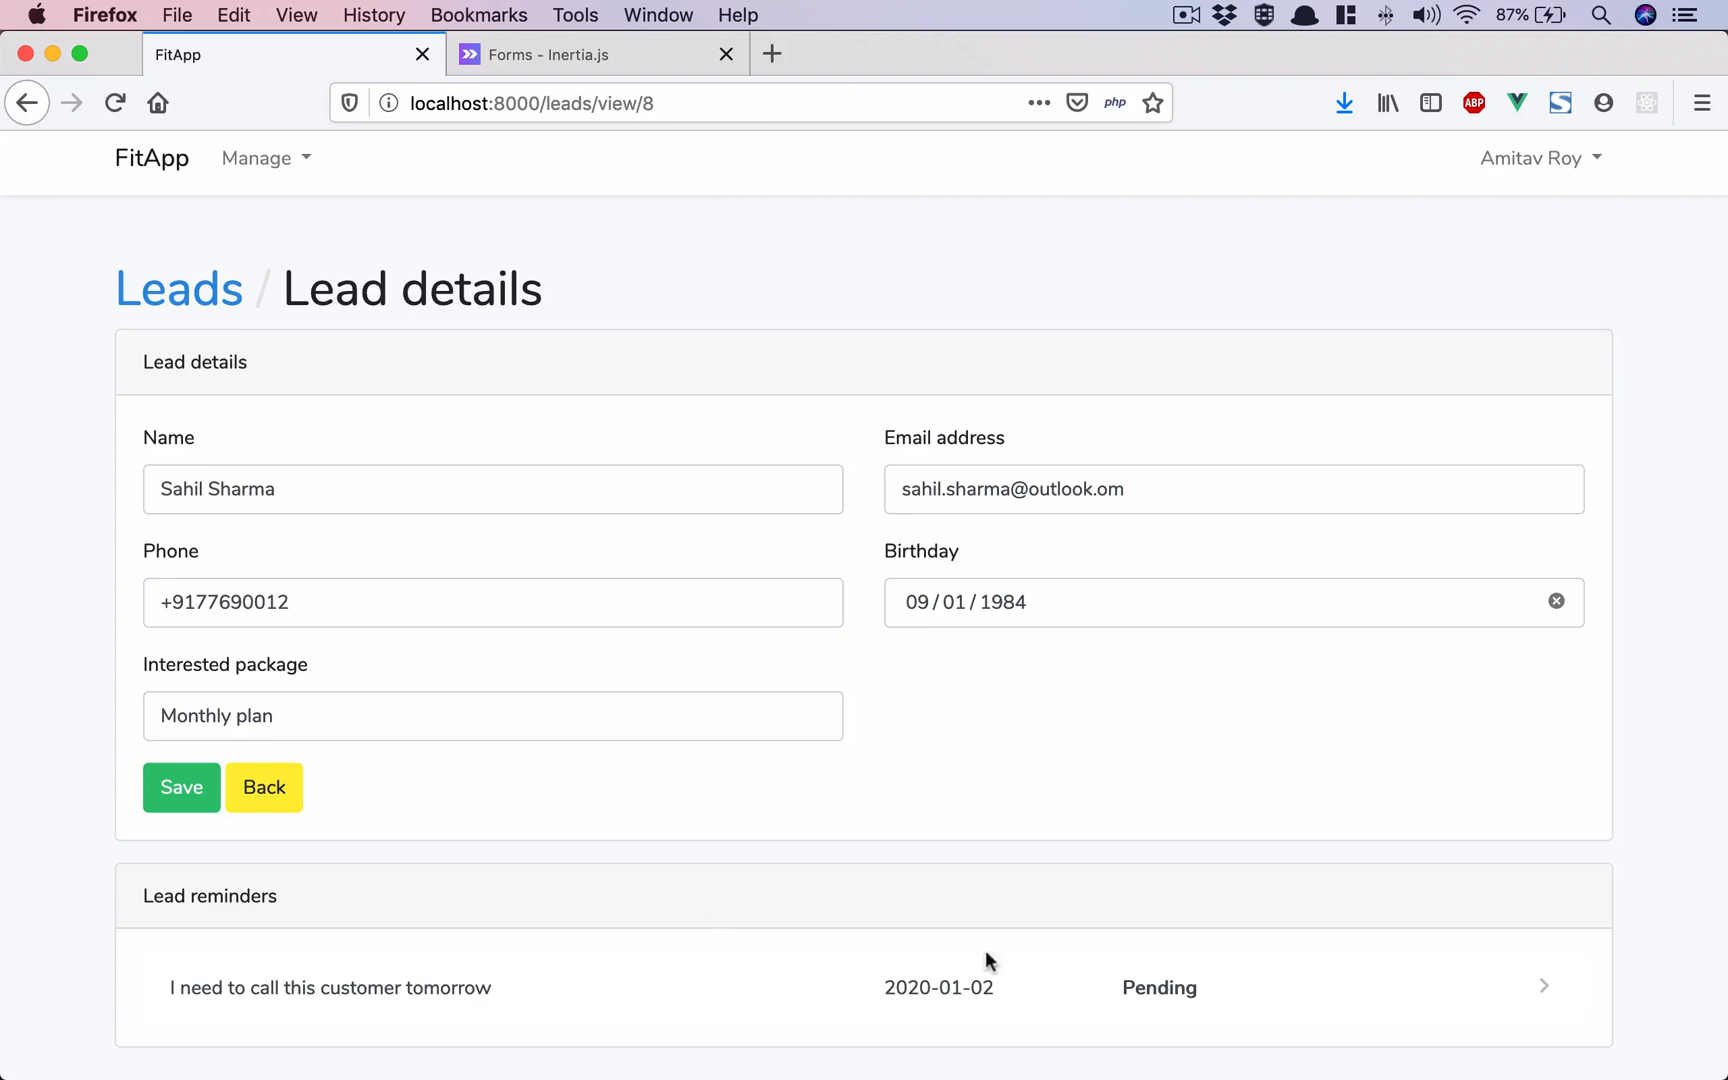 Firefox File Edit View History Bookmarks Tools Window Help 87%
FitApp Forms - Inertia.js
localhost:8000/leads/view/8 php ABP
FitApp Manage Amitav Roy
Leads / Lead details
Lead details
Name Email address
Sahil Sharma sahil.sharma@outlook.om
Phone Birthday
+9177690012 09/01/1984
Interested package
Monthly plan
Save Back
Lead reminders
I need to call this customer tomorrow 2020-01-02 Pending